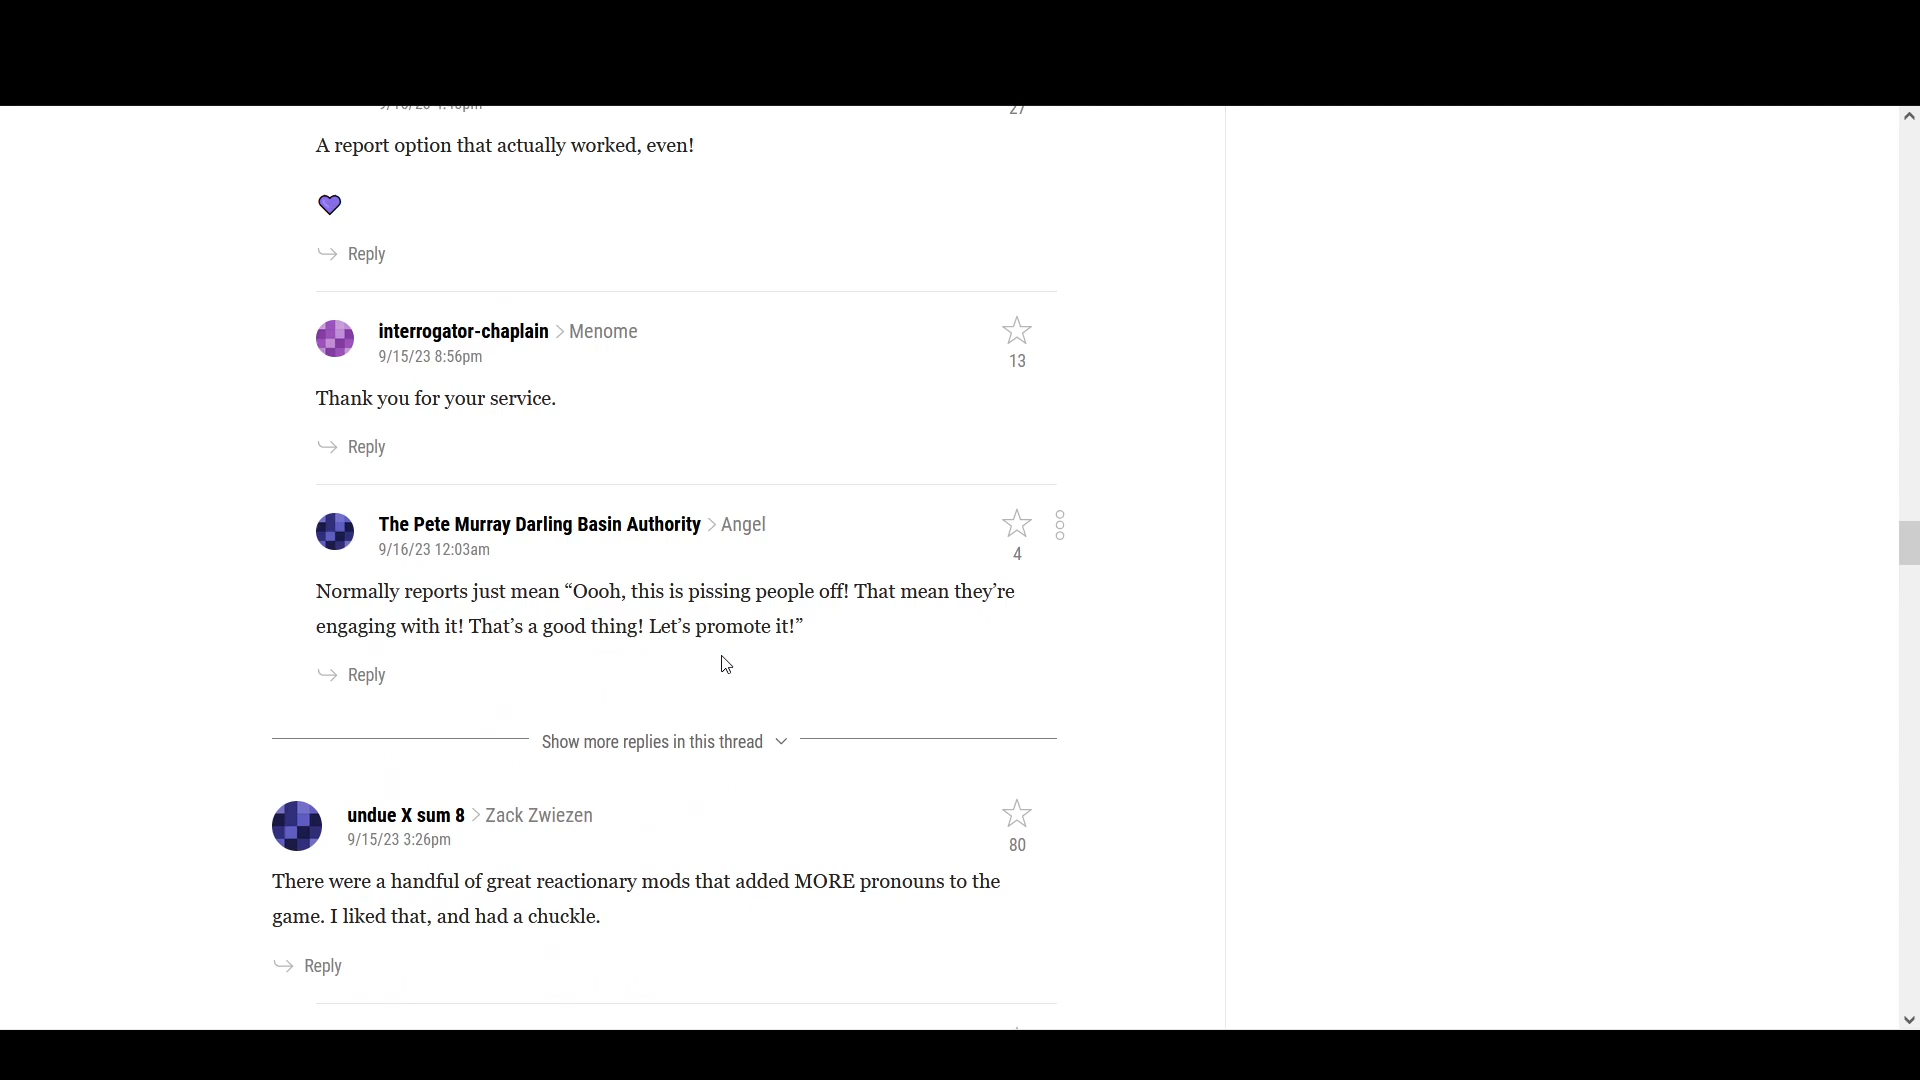 27
A report option that actually worked, even!
Reply
interrogator-chaplain > Menome
9/15/23 8:56pm
13
Thank you for your service.
Reply
The Pete Murray Darling Basin Authority > Angel
9/16/23 12:03am
4
Normally reports just mean “Oooh, this is pissing people off! That mean they’re
engaging with it! That’s a good thing! Let’s promote it!”
Reply
Show more replies in this thread
undue X sum 8 > Zack Zwiezen
9/15/23 3:26pm
80
There were a handful of great reactionary mods that added MORE pronouns to the
game. I liked that, and had a chuckle.
Reply